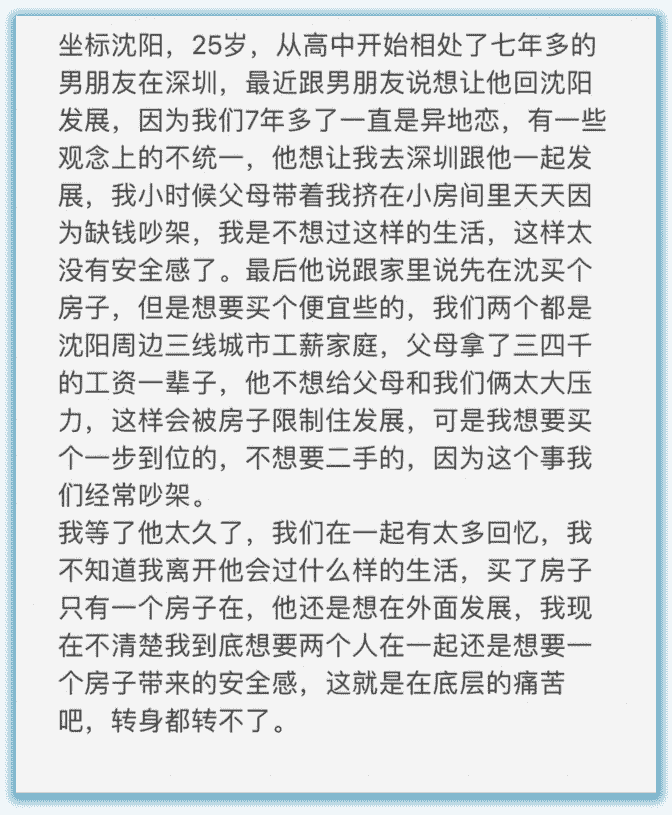 坐标沈阳，25岁，从高中开始相处了七年多的
男朋友在深圳，最近跟男朋友说想让他回沈阳
发展，因为我们7年多了一直是异地恋，有一些
观念上的不统一，他想让我去深圳跟他一起发
展，我小时候父母带着我挤在小房间里天天因
为缺钱吵架，我是不想过这样的生活，这样太
没有安全感了。最后他说跟家里说先在沈买个
房子，但是想要买个便宜些的，我们两个都是
沈阳周边三线城市工薪家庭，父母拿了三四千
的工资一辈子，他不想给父母和我们俩太大压
力，这样会被房子限制住发展，可是我想要买
个一步到位的，不想要二手的，因为这个事我
们经常吵架。
我等了他太久了，我们在一起有太多回忆，我
不知道我离开他会过什么样的生活，买了房子
只有一个房子在，他还是想在外面发展，我现
在不清楚我到底想要两个人在一起还是想要一
个房子带来的安全感，这就是在底层的痛苦
吧，转身都转不了。